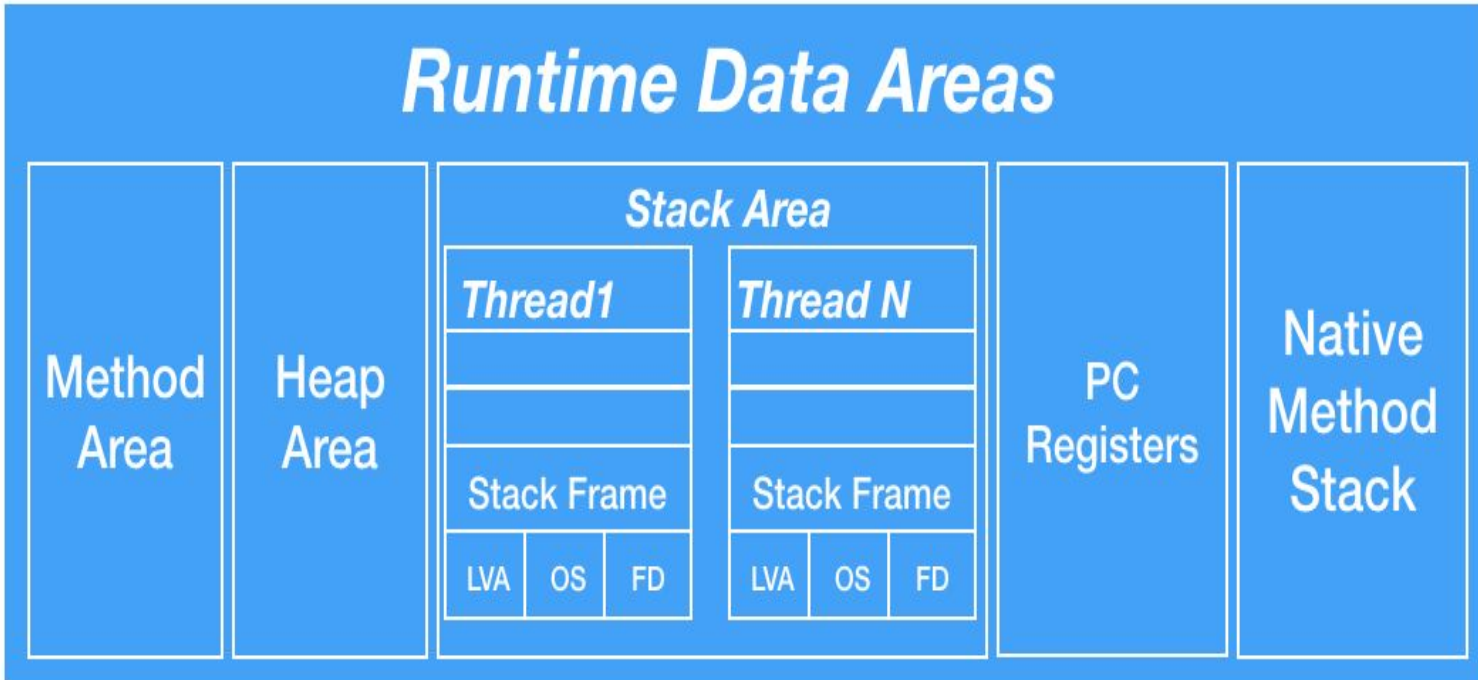 Runtime Data Areas
Method
Area
Heap
Area
Stack Area
Thread1
Stack Frame
LVA OS FD
Thread N
Stack Frame
LVA OS FD
PC
Registers
Native
Method
Stack